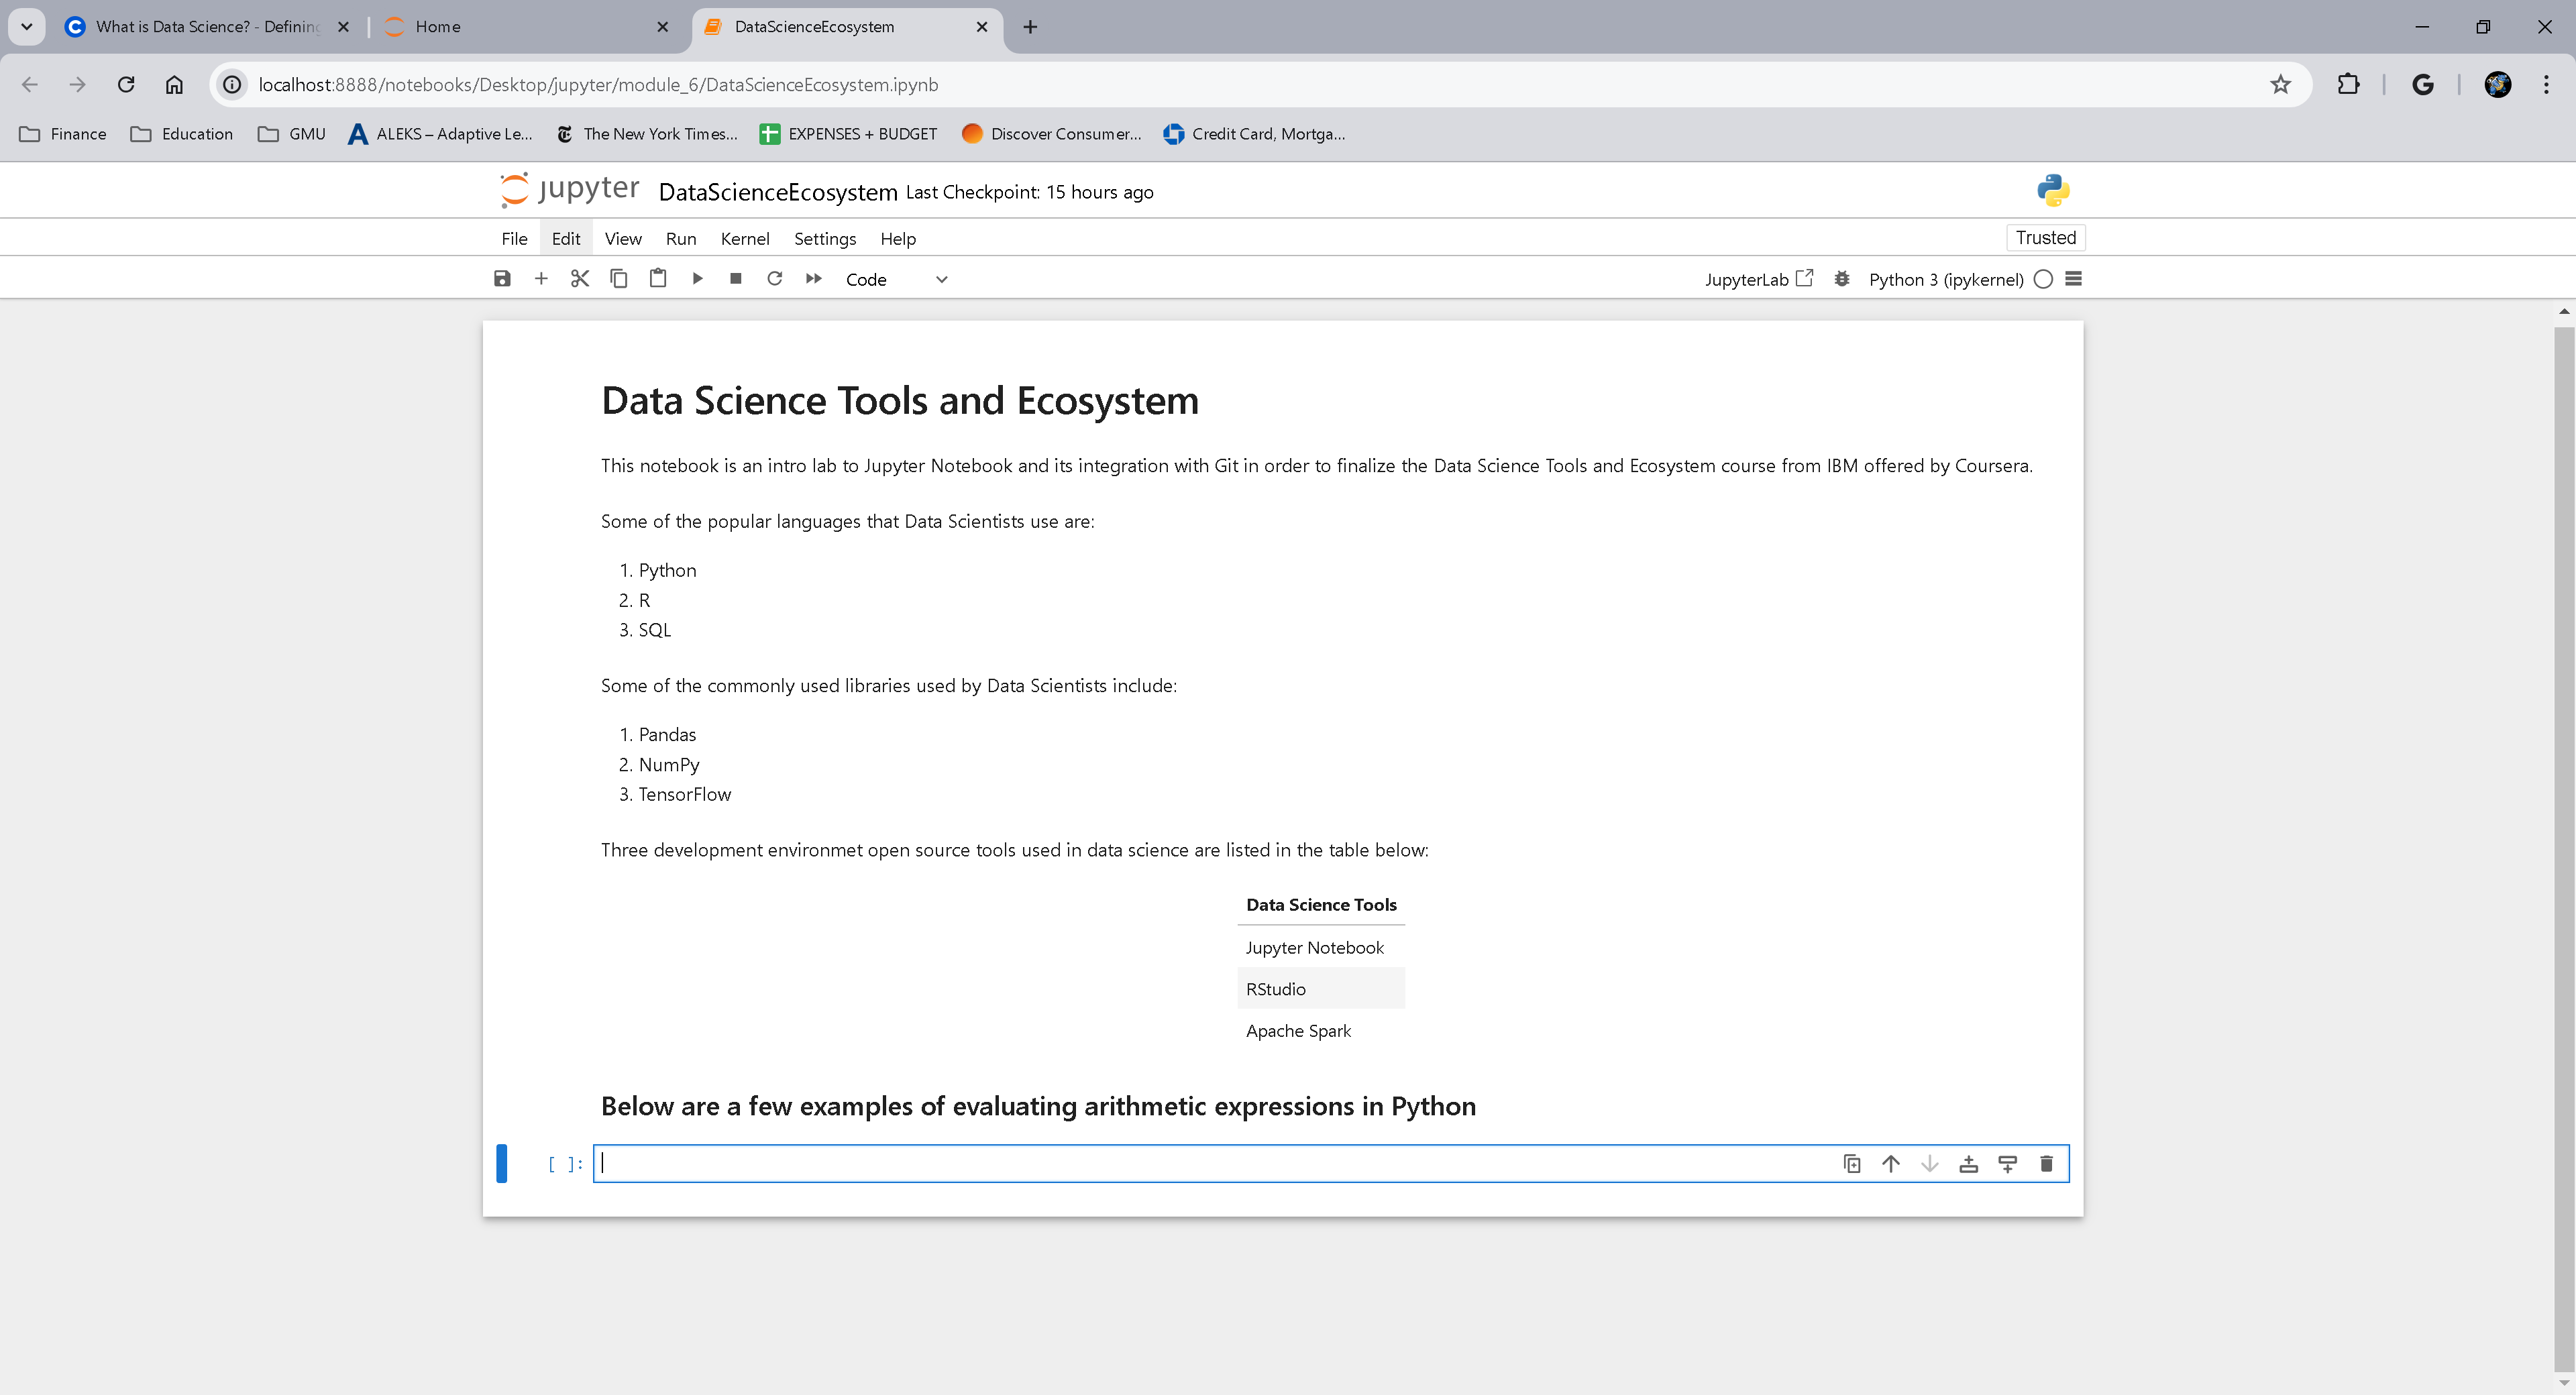 What is Data Science? - Defining
Home
DataScienceEcosystem
localhost:8888/notebooks/Desktop/jupyter/module_6/DataScienceEcosystem.ipynb
Finance
Education
GMU
ALEKS – Adaptive Le...
The New York Times...
EXPENSES + BUDGET
Discover Consumer...
Credit Card, Mortga...
jupyter DataScienceEcosystem Last Checkpoint: 15 hours ago
File Edit View Run Kernel Settings Help
Trusted
Code
JupyterLab
Python 3 (ipykernel)
Data Science Tools and Ecosystem
This notebook is an intro lab to Jupyter Notebook and its integration with Git in order to finalize the Data Science Tools and Ecosystem course from IBM offered by Coursera.
Some of the popular languages that Data Scientists use are:
1. Python
2. R
3. SQL
Some of the commonly used libraries used by Data Scientists include:
1. Pandas
2. NumPy
3. TensorFlow
Three development environmet open source tools used in data science are listed in the table below:
Data Science Tools
Jupyter Notebook
RStudio
Apache Spark
Below are a few examples of evaluating arithmetic expressions in Python
[ ]: